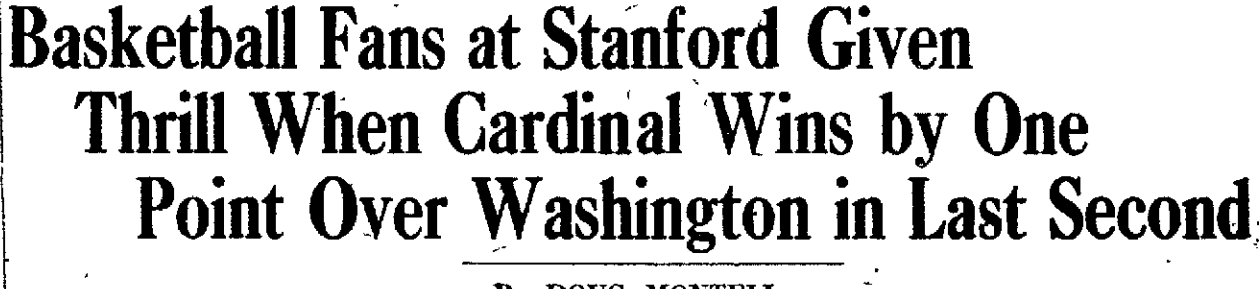 Basketball Fans at Stanford Given
Thrill When Cardinal Wins by One
Point Over Washington in Last Second